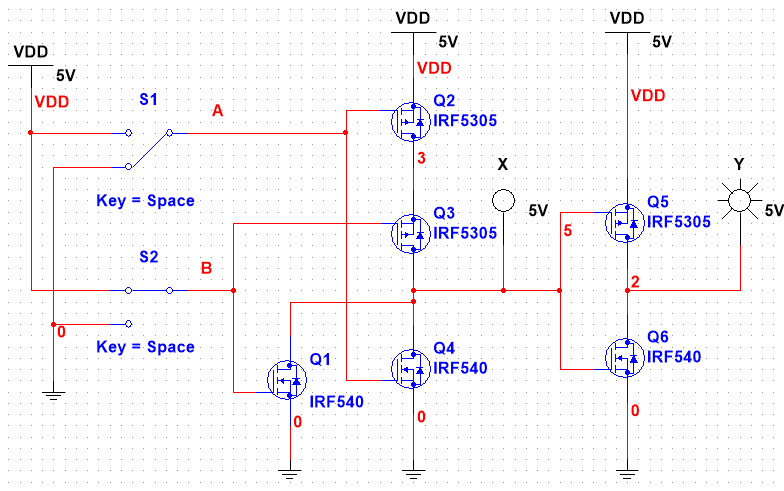 VDD
5V
VDD
5V
VDD
5V
VDD
VDD
VDD
S1
A
Q2
IRF5305
3
X
Y
Key = Space
5V
5V
Q3
IRF5305
Q5
IRF5305
5
S2
B
2
0
Key = Space
Q1
IRF540
0
Q4
IRF540
0
Q6
IRF540
0